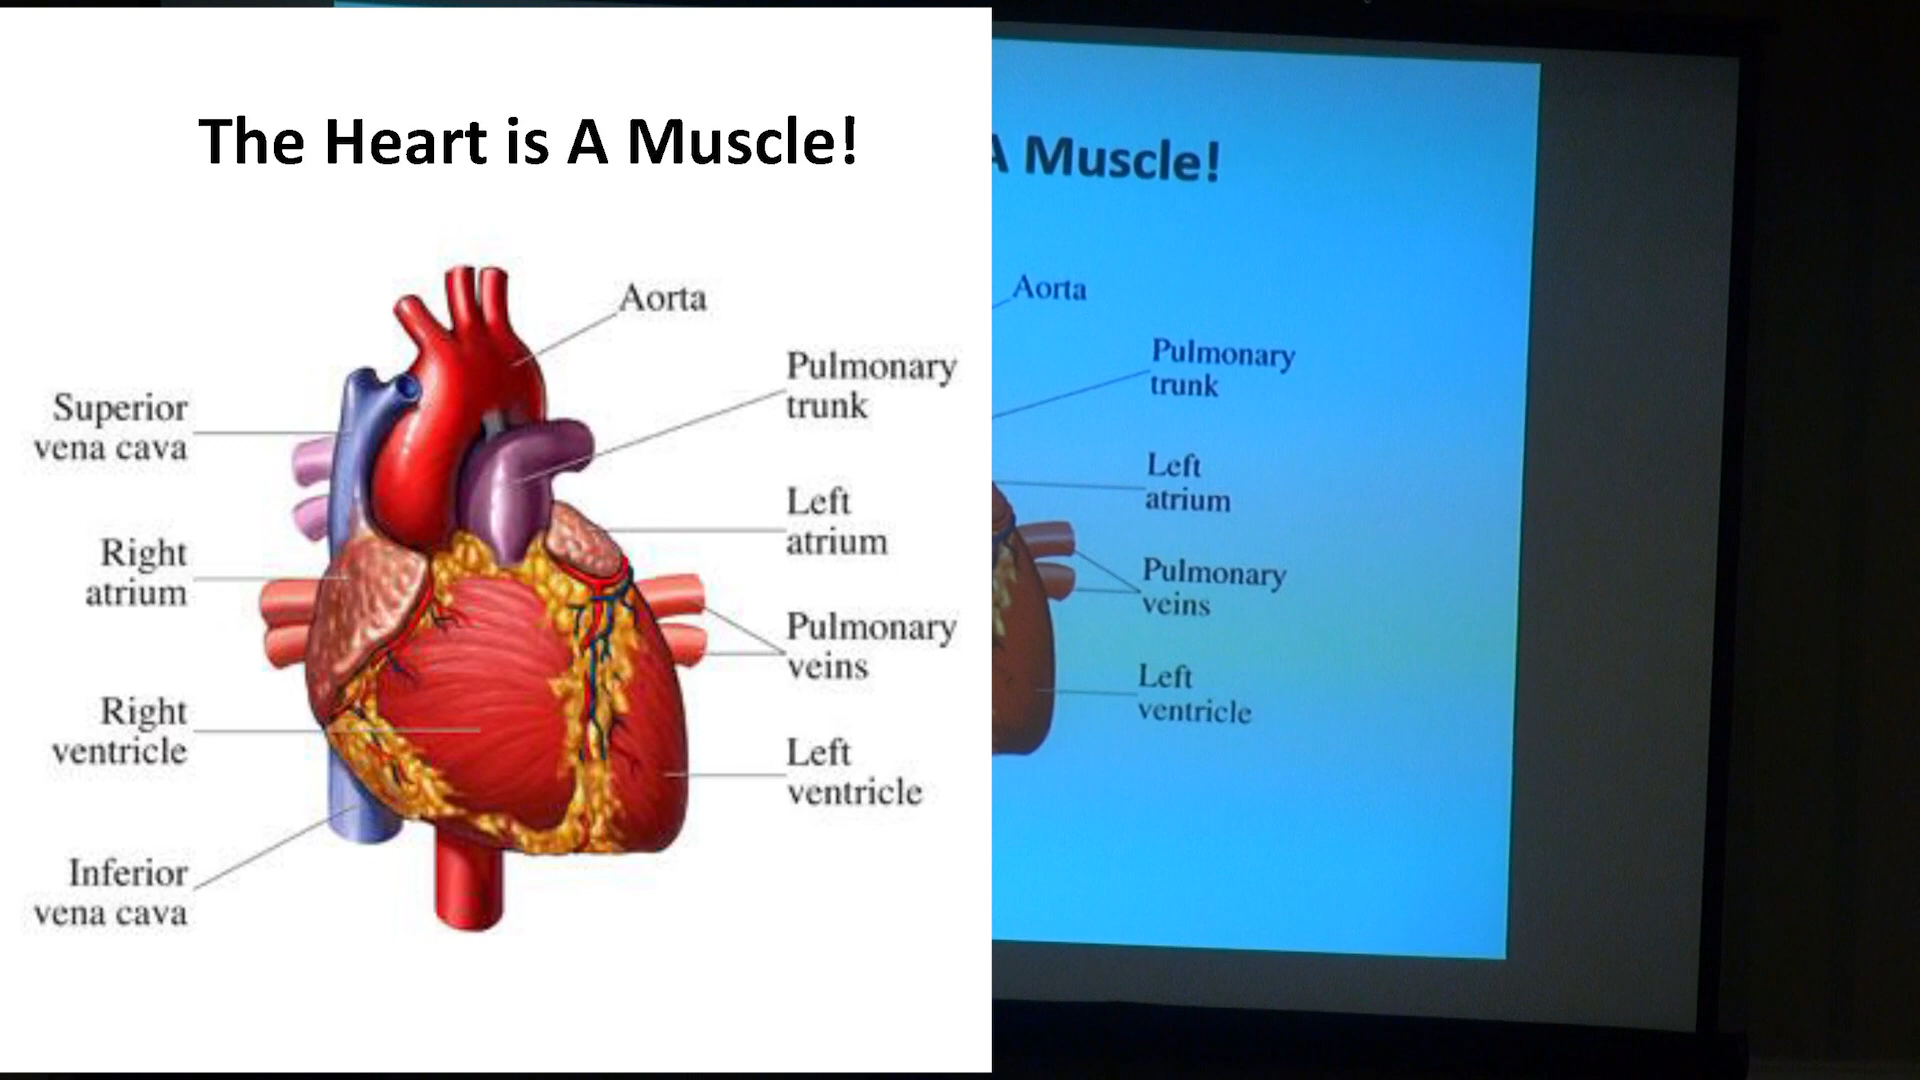 The Heart is A Muscle!
Aorta
Pulmonary
trunk
Superior
vena cava
Left
atrium
Right
atrium
Pulmonary
veins
Right
ventricle
Left
ventricle
Inferior
vena cava
A Muscle!
Aorta
Pulmonary
trunk
Left
atrium
Pulmonary
veins
Left
ventricle